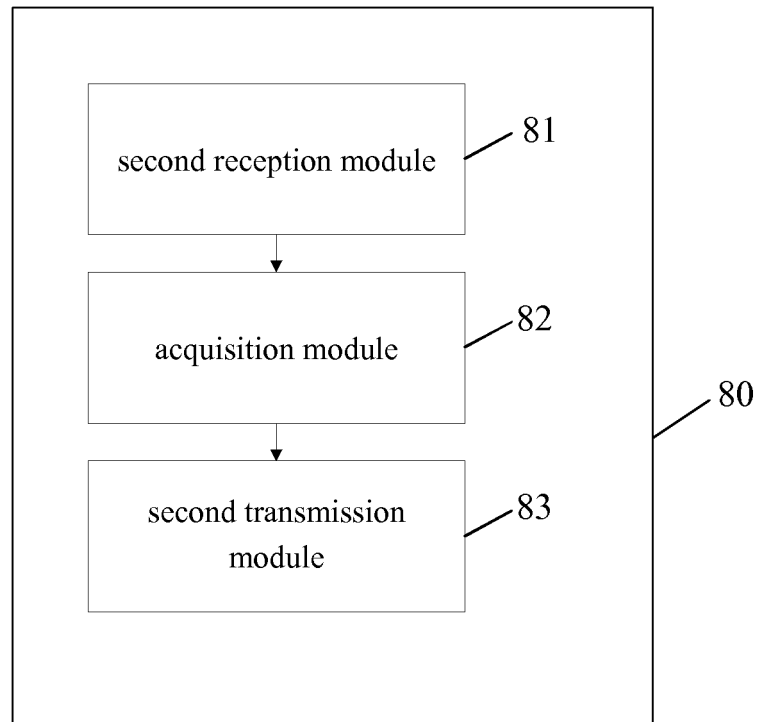 second reception module
81
acquisition module
82
80
second transmission
module
83